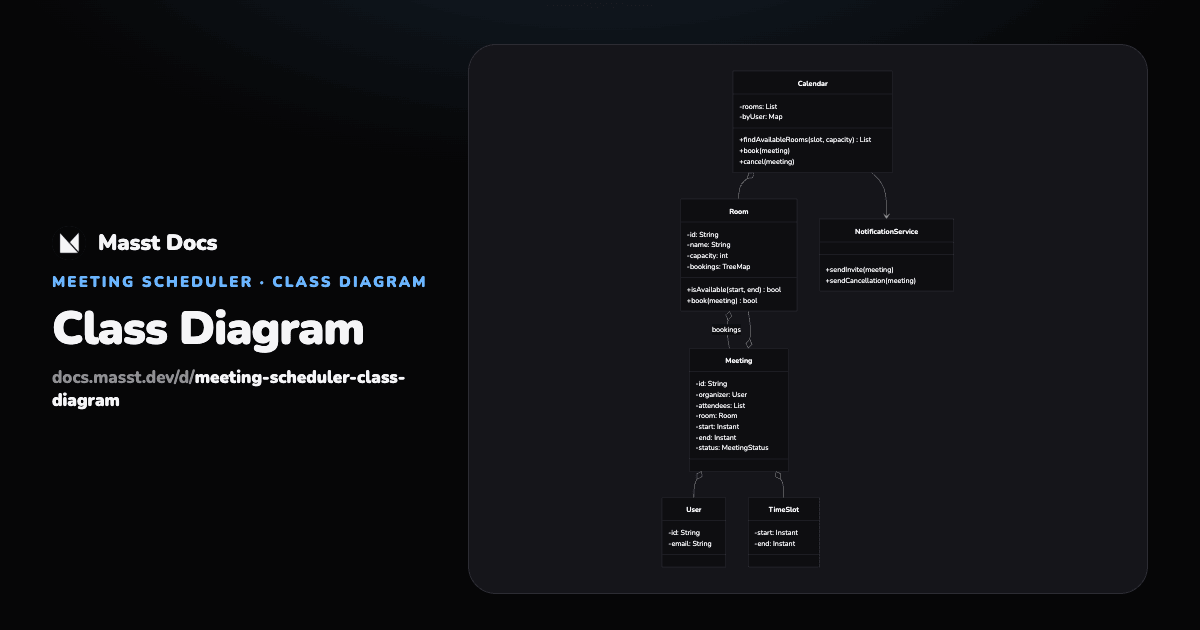 Masst Docs
MEETING SCHEDULER · CLASS DIAGRAM
Class Diagram
docs.masst.dev/d/meeting-scheduler-class-
diagram
Calendar
-rooms: List
-byUser: Map
+findAvailableRooms(slot, capacity) : List
+book(meeting)
+cancel(meeting)
Room
-id: String
-name: String
-capacity: int
-bookings: TreeMap
+isAvailable(start, end) : bool
+book(meeting) : bool
NotificationService
+sendInvite(meeting)
+sendCancellation(meeting)
bookings
Meeting
-id: String
-organizer: User
-attendees: List
-room: Room
-start: Instant
-end: Instant
-status: MeetingStatus
User
-id: String
-email: String
TimeSlot
-start: Instant
-end: Instant